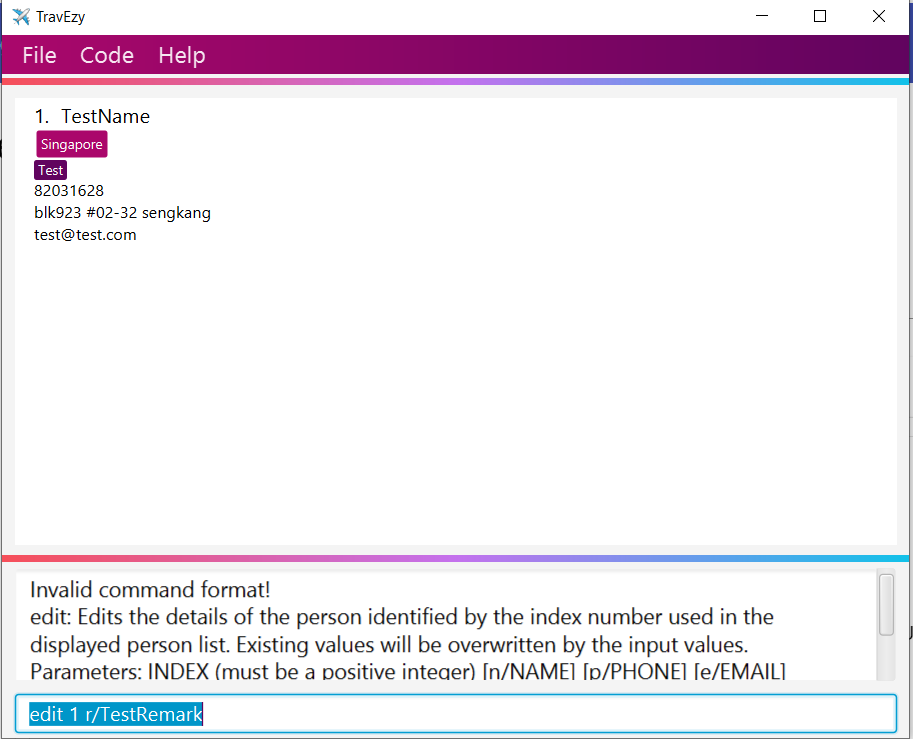 TravEzy
File Code Help
1. TestName
Singapore
Test
82031628
blk923 #02-32 sengkang
test@test.com
Invalid command format!
edit: Edits the details of the person identified by the index number used in the
displayed person list. Existing values will be overwritten by the input values.
Parameters: INDEX (must be a positive integer) [n/NAME] [p/PHONE] [e/EMAIL]
edit 1 r/TestRemark